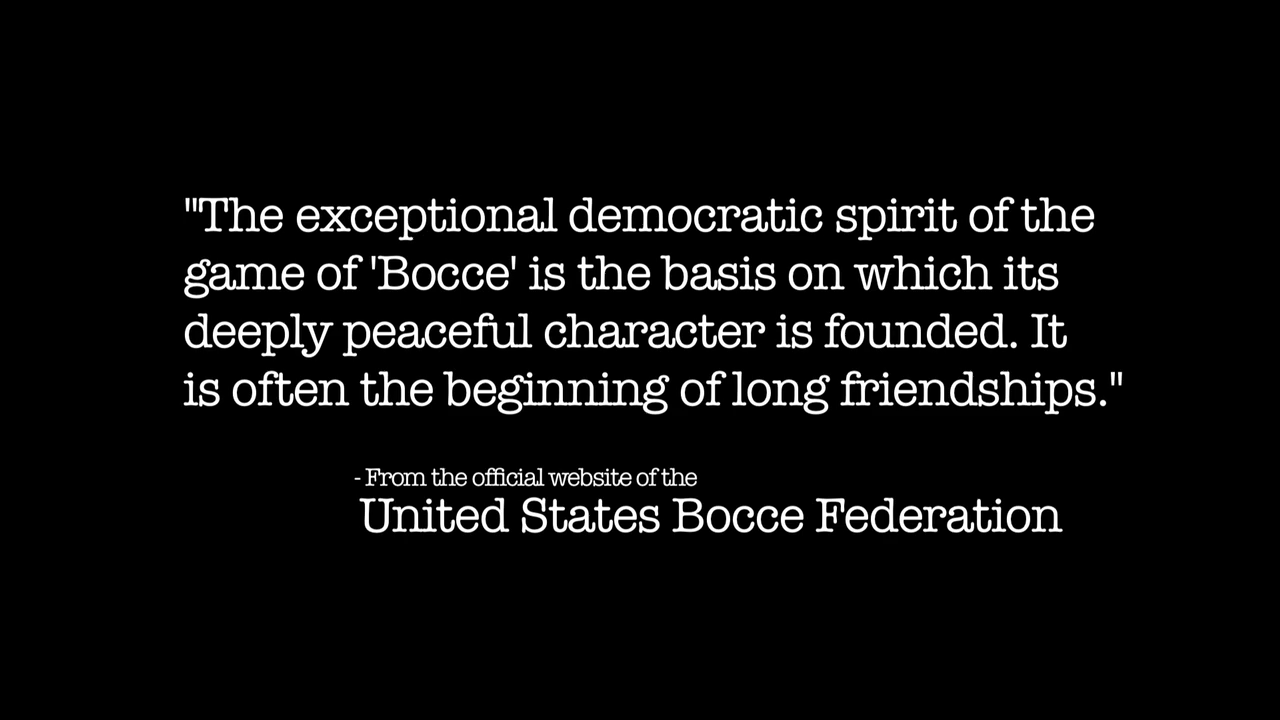 "The exceptional democratic spirit of the
game of 'Bocce' is the basis on which its
deeply peaceful character is founded. It
is often the beginning of long friendships."
- From the official website of the
United States Bocce Federation